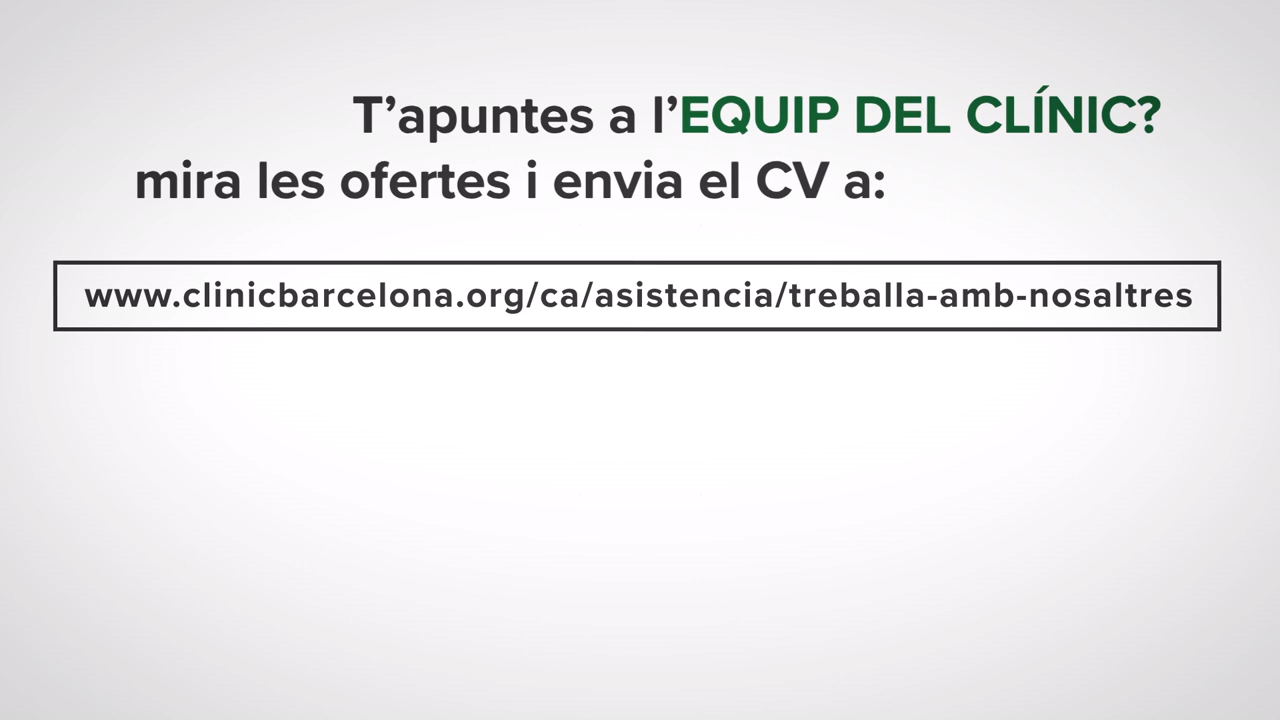 T’apuntes a l’EQUIP DEL CLÍNIC?
mira les ofertes i envia el CV a:
www.clinicbarcelona.org/ca/asistencia/treballa-amb-nosaltres